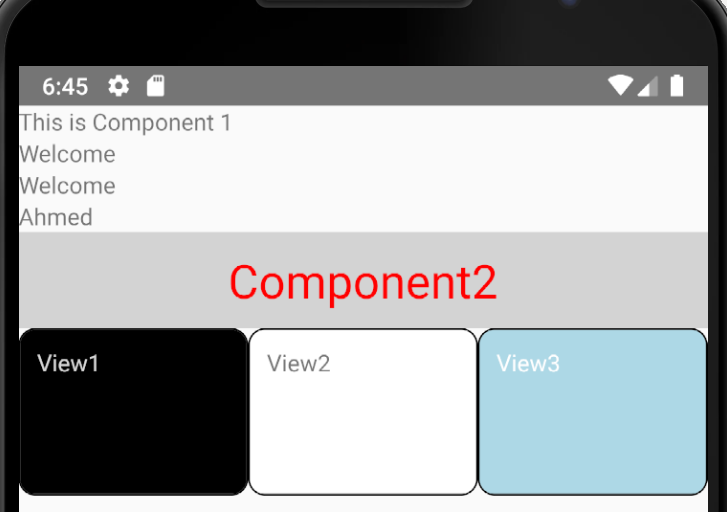 6:45
This is Component 1
Welcome
Welcome
Ahmed
Component2
View1 View2 View3